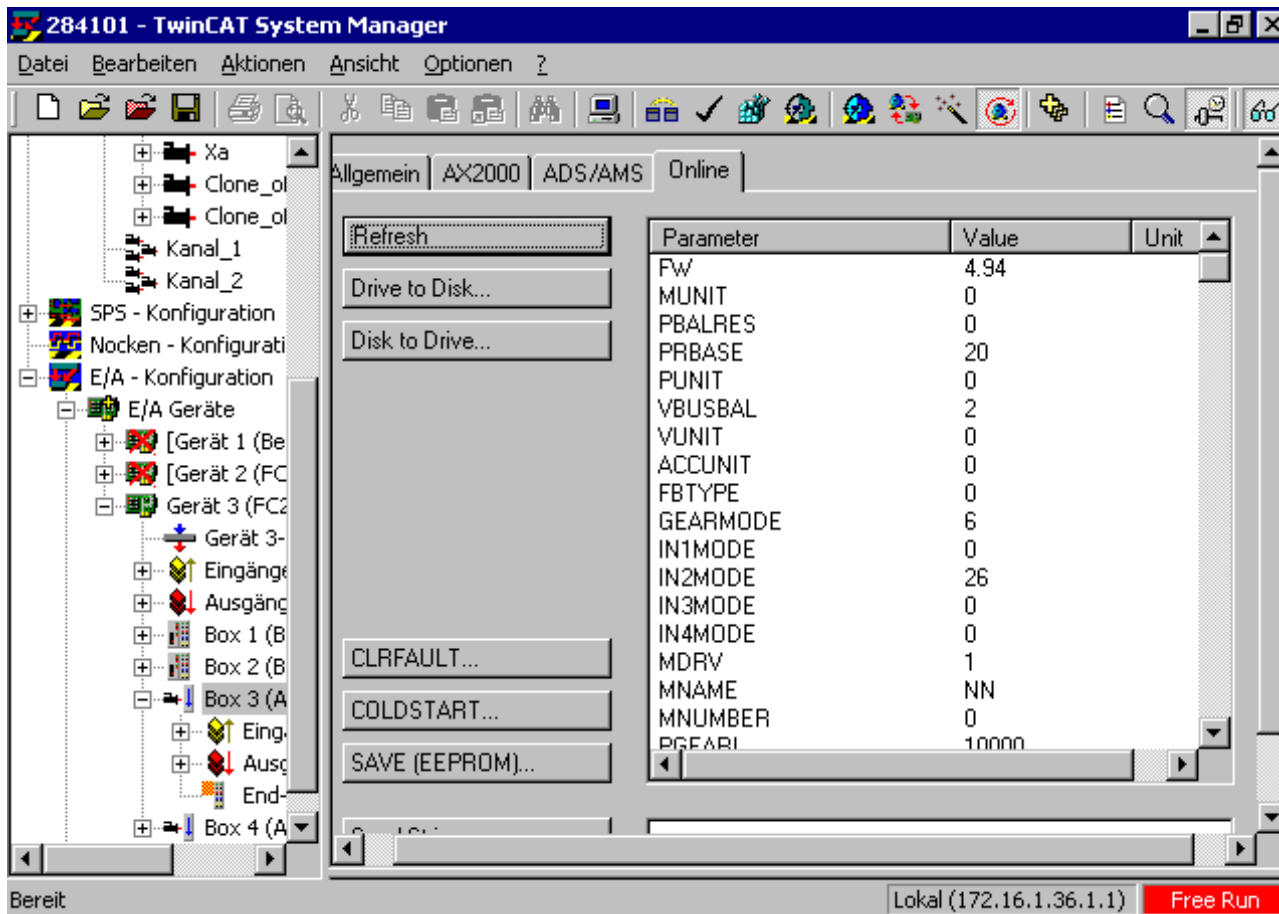 284101 - TwinCAT System Manager
Datei Bearbeiten Aktionen Ansicht Optionen ?
Xa
Clone_of
Clone_of
Kanal_1
Kanal_2
SPS - Konfiguration
Nocken - Konfigurati
E/A - Konfiguration
E/A Geräte
[Gerät 1 (Be
[Gerät 2 (FC
Gerät 3 (FC2
Gerät 3-
Eingänge
Ausgäng
Box 1 (B
Box 2 (B
Box 3 (A
Eing
Ausg
End-
Box 4 (A
Allgemein AX2000 ADS/AMS Online
Refresh
Drive to Disk...
Disk to Drive...
CLRFAULT...
COLDSTART...
SAVE (EEPROM)...
Parameter Value Unit
FW 4.94
MUNIT 0
PBALRES 0
PRBASE 20
PUNIT 0
VBUSBAL 2
VUNIT 0
ACCUNIT 0
FBTYPE 0
GEARMODE 6
IN1MODE 0
IN2MODE 26
IN3MODE 0
IN4MODE 0
MDRV 1
MNAME NN
MNUMBER 0
PGEARI 10000
Bereit
Lokal (172.16.1.36.1.1) Free Run